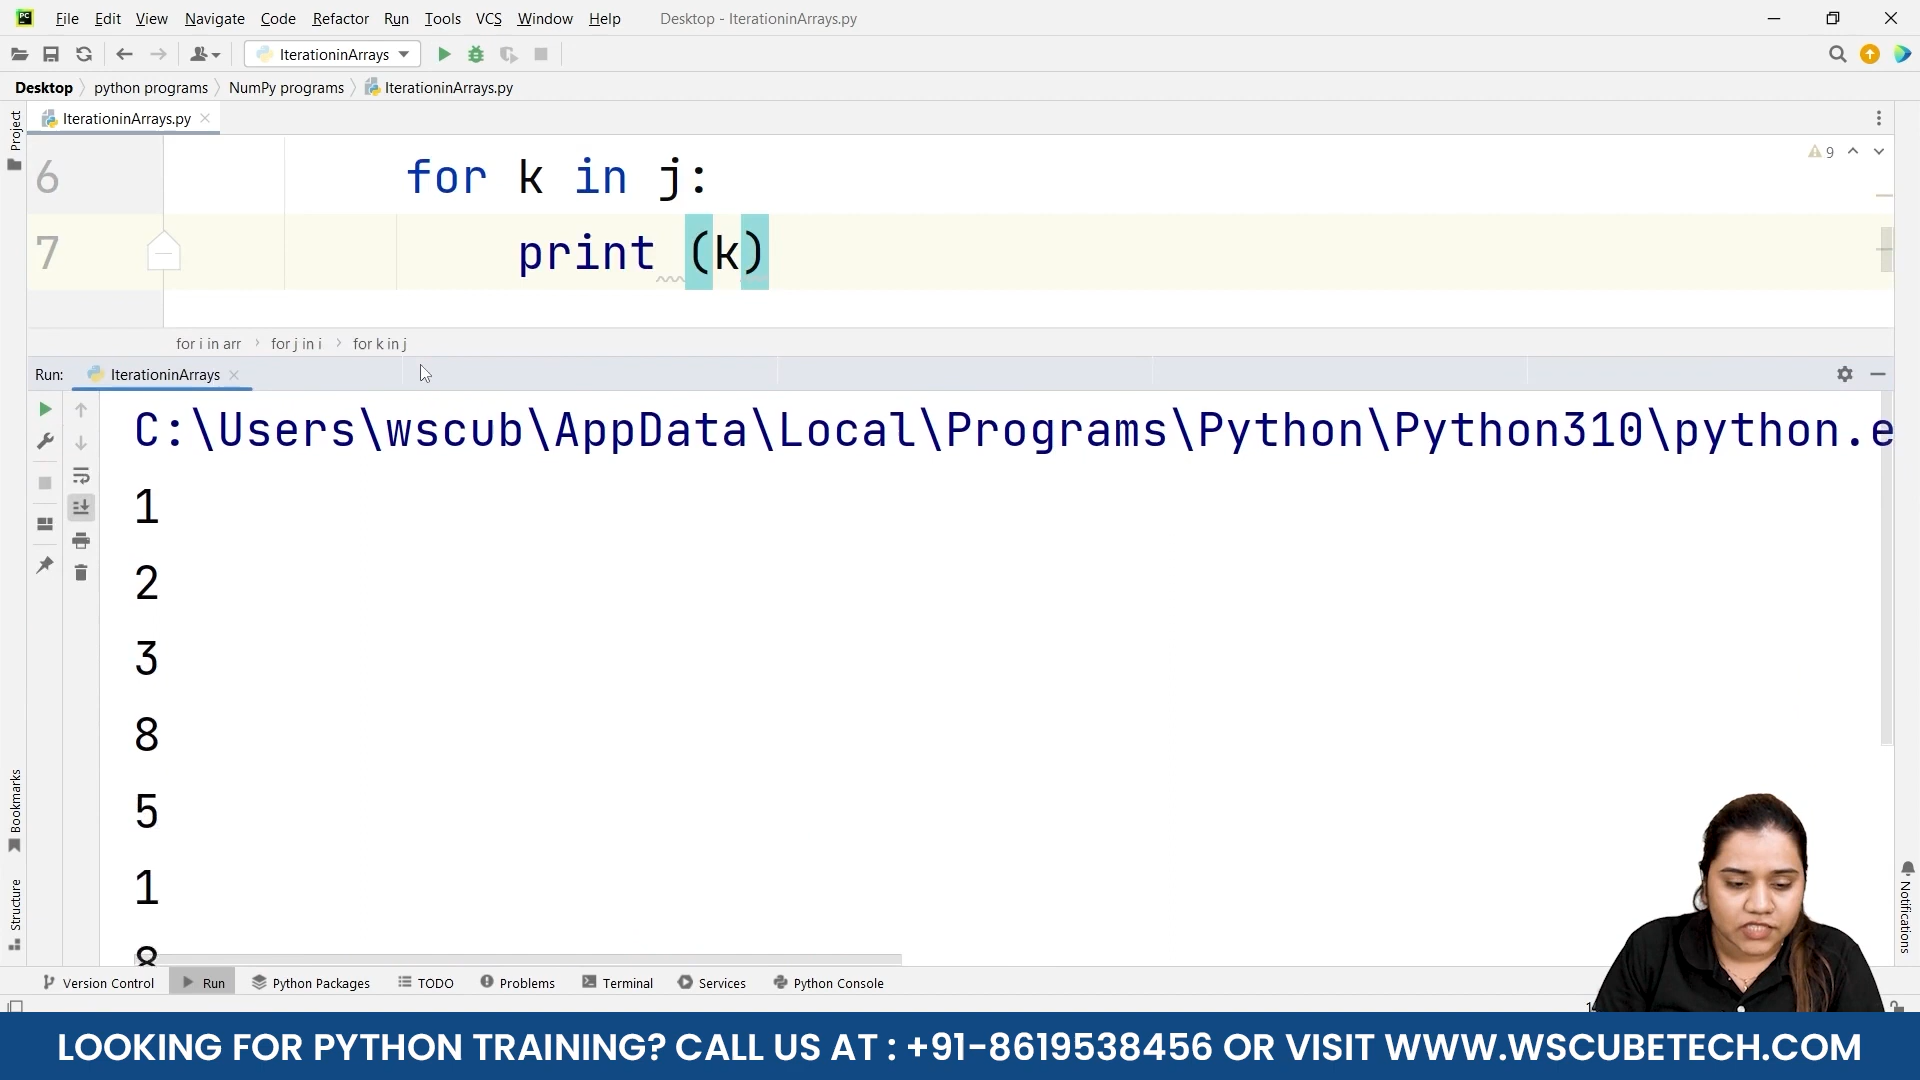 PC File Edit View Navigate Code Refactor Run Tools VCS Window Help Desktop - IterationinArrays.py
IterationinArrays
Desktop python programs NumPy programs IterationinArrays.py
Project
IterationinArrays.py
6 for k in j:
9
7 print (k)
for i in arr for j in i for k in j
Run: IterationinArrays
C:\Users\wscub\AppData\Local\Programs\Python\Python310\python.e
1
2
3
8
5
1
8
Bookmarks
Structure
Notifications
Version Control Run Python Packages TODO Problems Terminal Services Python Console
LOOKING FOR PYTHON TRAINING? CALL US AT : +91-8619538456 OR VISIT WWW.WSCUBETECH.COM